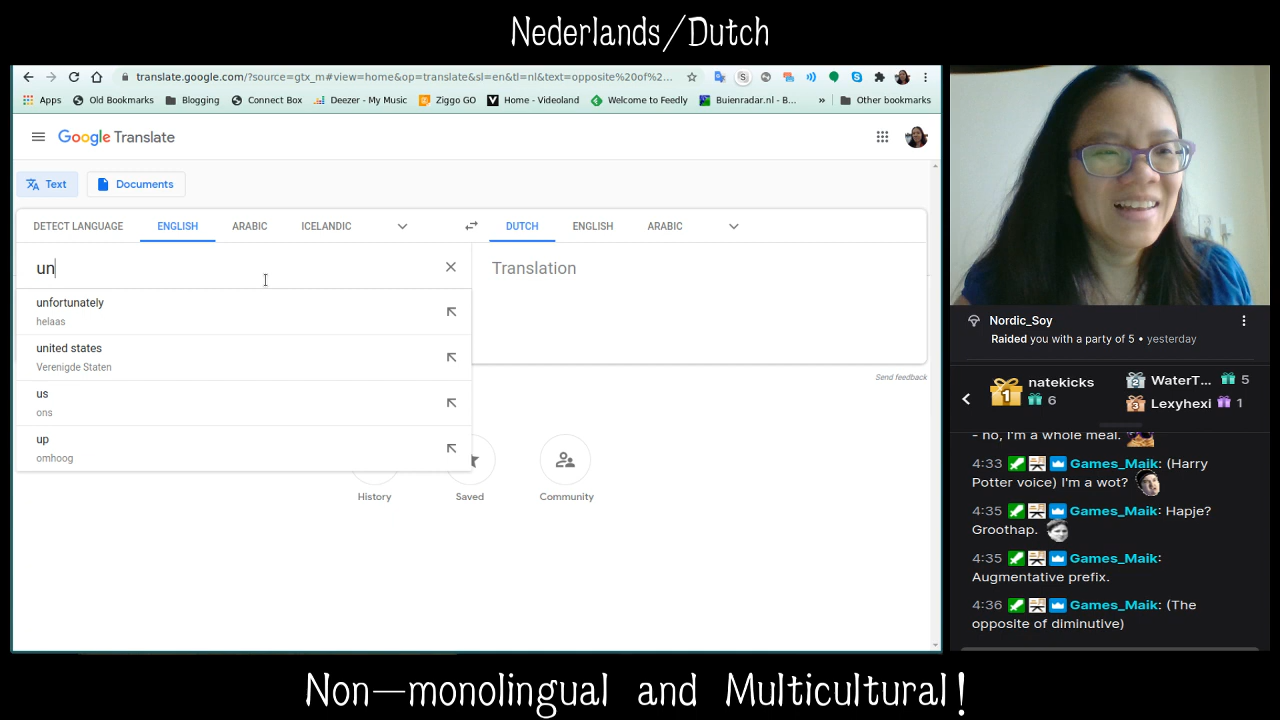 Nederlands/Dutch
translate.google.com/?source=gtx_m#view=home&op=translate&sl=en&tl=nl&text=opposite%20of%2...
Apps Old Bookmarks Blogging Connect Box Deezer - My Music Ziggo GO Home - Videoland Welcome to Feedly Buienradar.nl - B... » Other bookmarks
Google Translate
Text Documents
DETECT LANGUAGE ENGLISH ARABIC ICELANDIC DUTCH ENGLISH ARABIC
un
Translation
unfortunately
helaas
united states
Verenigde Staten
us
ons
up
omhoog
Send feedback
History Saved Community
Nordic_Soy
Raided you with a party of 5 • yesterday
1 natekicks
6
2 WaterT... 5
3 Lexyhexi 1
- no, I'm a whole meal.
4:33 Games_Maik: (Harry
Potter voice) I'm a wot?
4:35 Games_Maik: Hapje?
Groothap.
4:35 Games_Maik:
Augmentative prefix.
4:36 Games_Maik: (The
opposite of diminutive)
Non-monolingual and Multicultural!